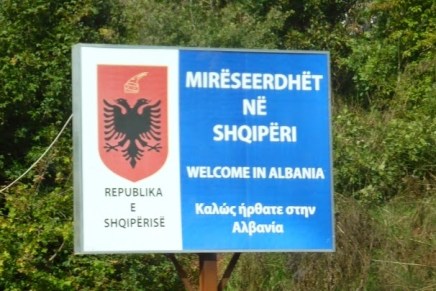 REPUBLIKA
E
SHQIPËRISË
MIRËSEERDHËT
NË
SHQIPËRI
WELCOME IN ALBANIA
Καλώς ήρθατε στην
Αλβανία